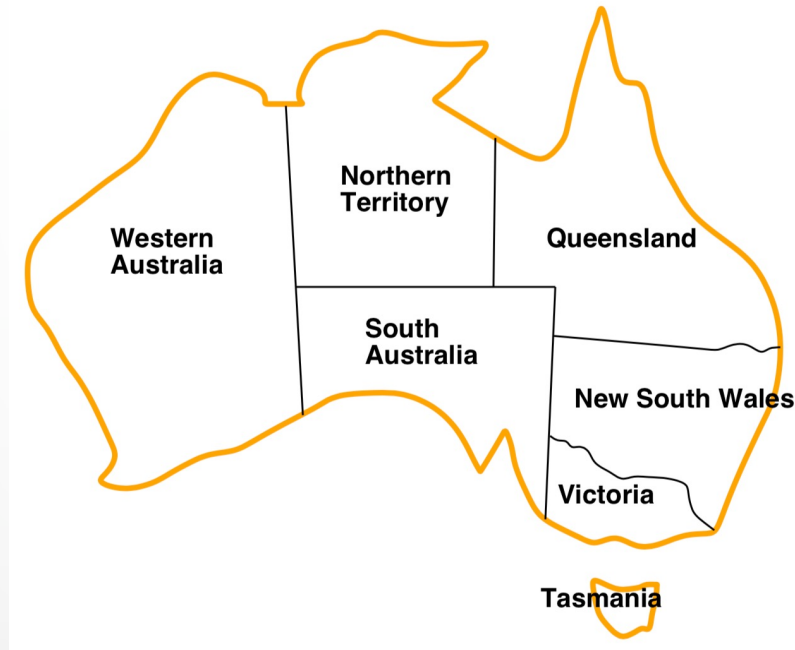 Northern
Territory
Western
Australia
Queensland
South
Australia
New South Wales
Victoria
Tasmania